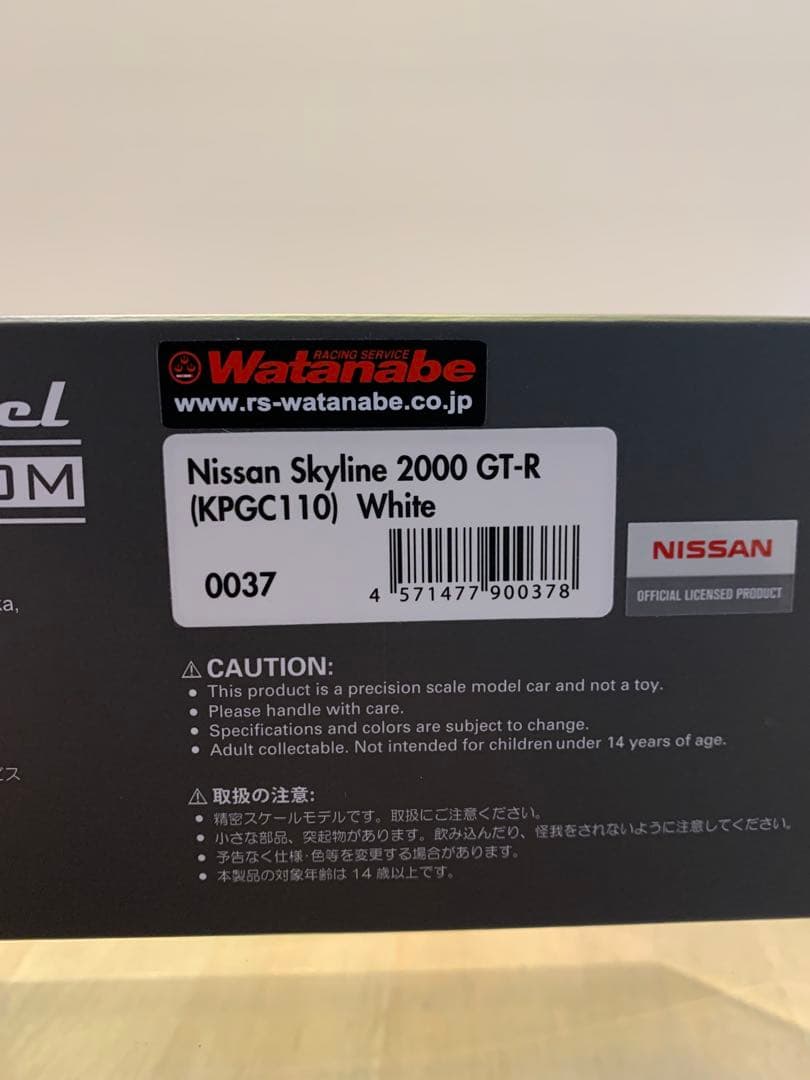 RACING SERVICE
Watanabe
www.rs-watanabe.co.jp
el
OM
Nissan Skyline 2000 GT-R
(KPGC110) White
0037
4 571477 900378
NISSAN
OFFICIAL LICENSED PRODUCT
ka,
⚠ CAUTION:
● This product is a precision scale model car and not a toy.
● Please handle with care.
● Specifications and colors are subject to change.
● Adult collectable. Not intended for children under 14 years of age.
ビス
⚠ 取扱の注意:
● 精密スケールモデルです。取扱にご注意ください。
● 小さな部品、突起物があります。飲み込んだり、怪我をされないように注意してください。
● 予告なく仕様·色等を変更する場合があります。
● 本製品の対象年齢は 14 歳以上です。